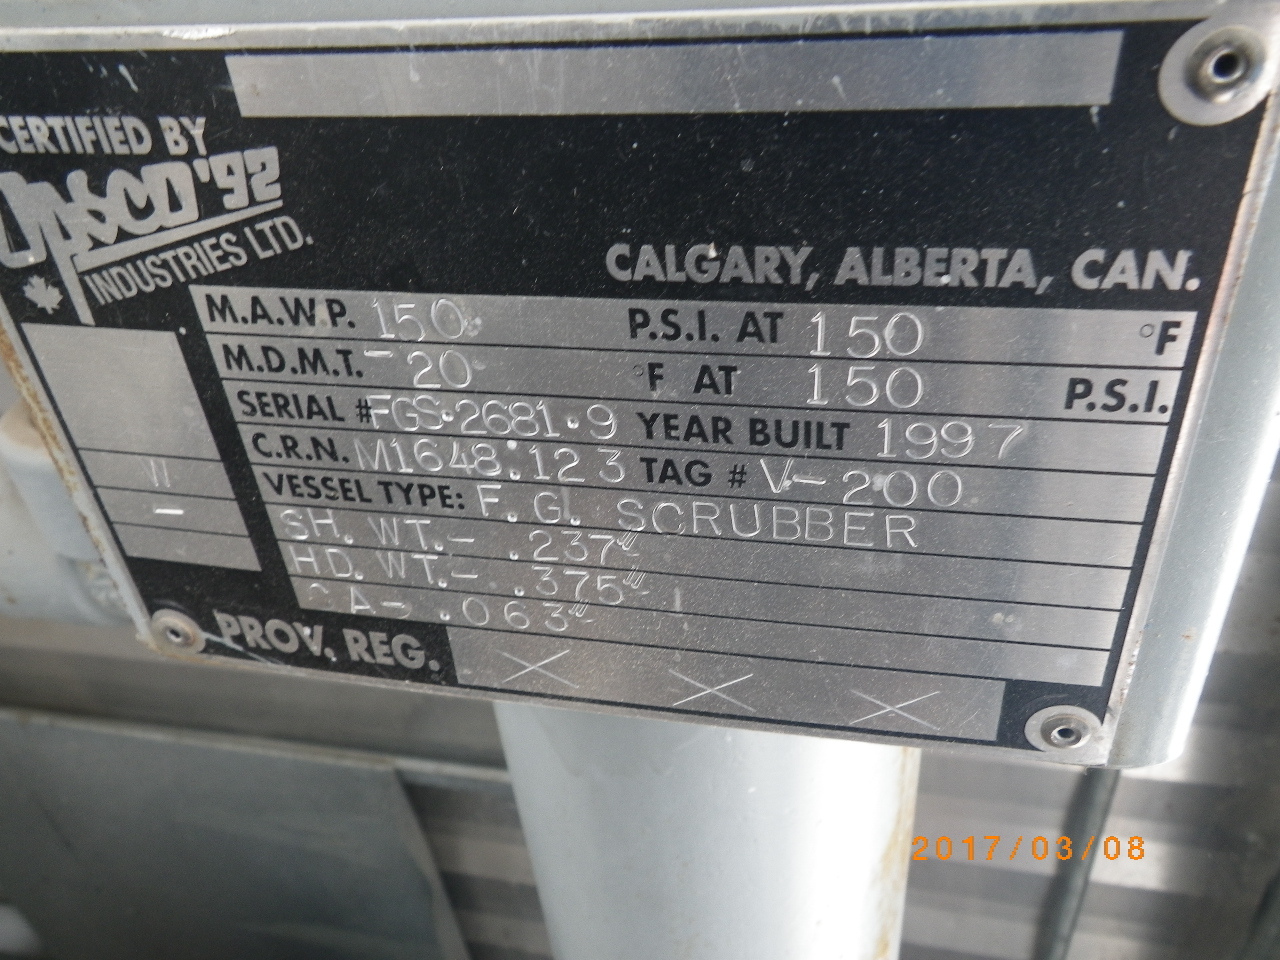 CERTIFIED BY
'92
INDUSTRIES LTD.
CALGARY, ALBERTA, CAN.
M.A.W.P. 150 P.S.I. AT 150 °F
M.D.M.T. -20 °F AT 150 P.S.I.
SERIAL # FGS-2681-9 YEAR BUILT 1997
C.R.N. M1648.123 TAG # V-200
VESSEL TYPE: F.G. SCRUBBER
W
SH. WT.- .237"
-
HD. WT.- .375"
CA- .063"
PROV. REG. X X X
2017/03/08